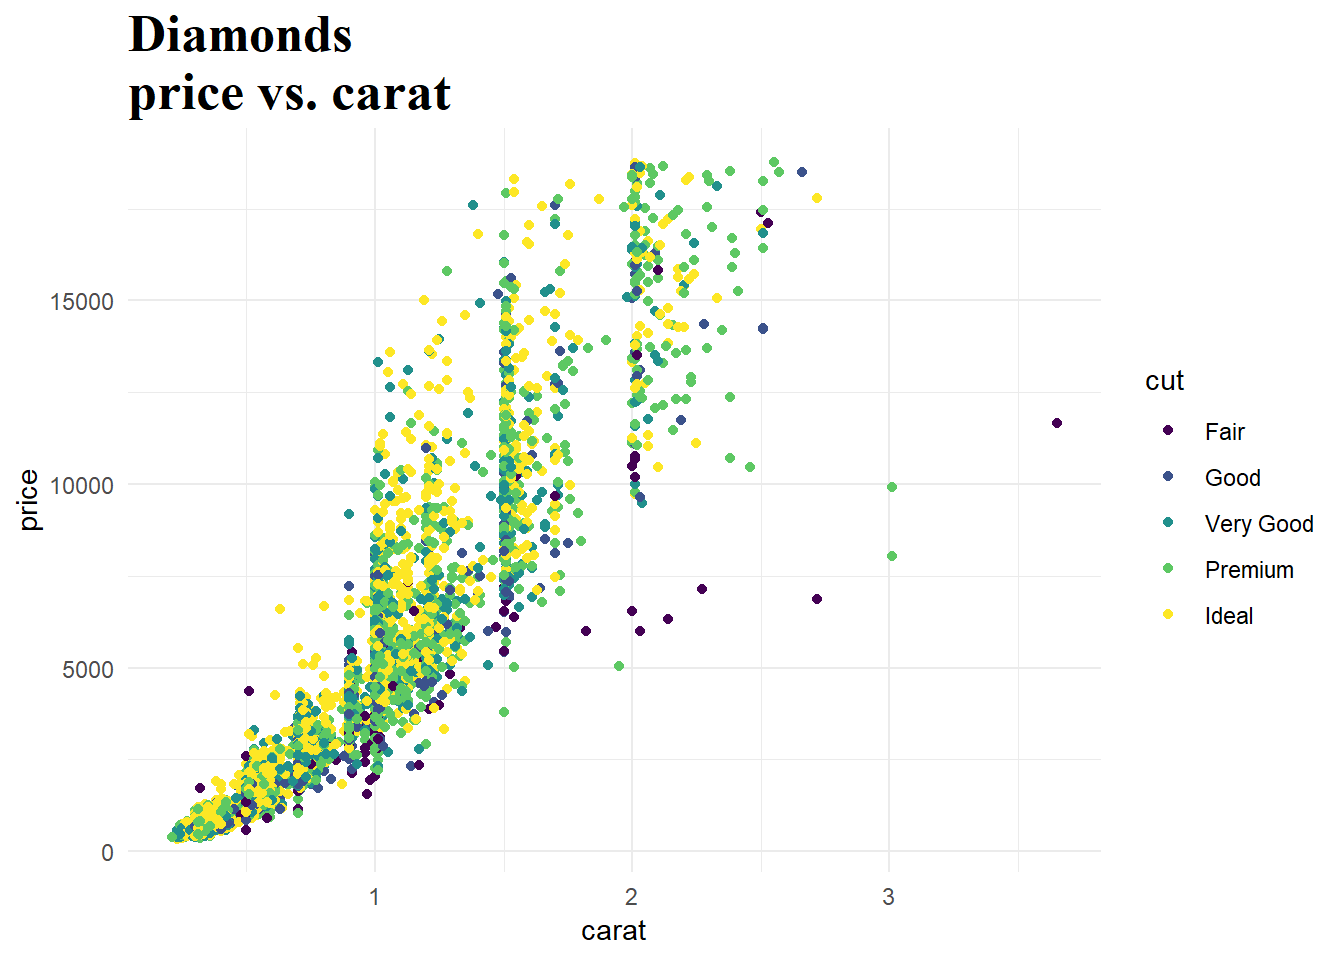 Diamonds
price vs. carat
15000
10000
5000
0
price
1
2
3
carat
cut
Fair
Good
Very Good
Premium
Ideal